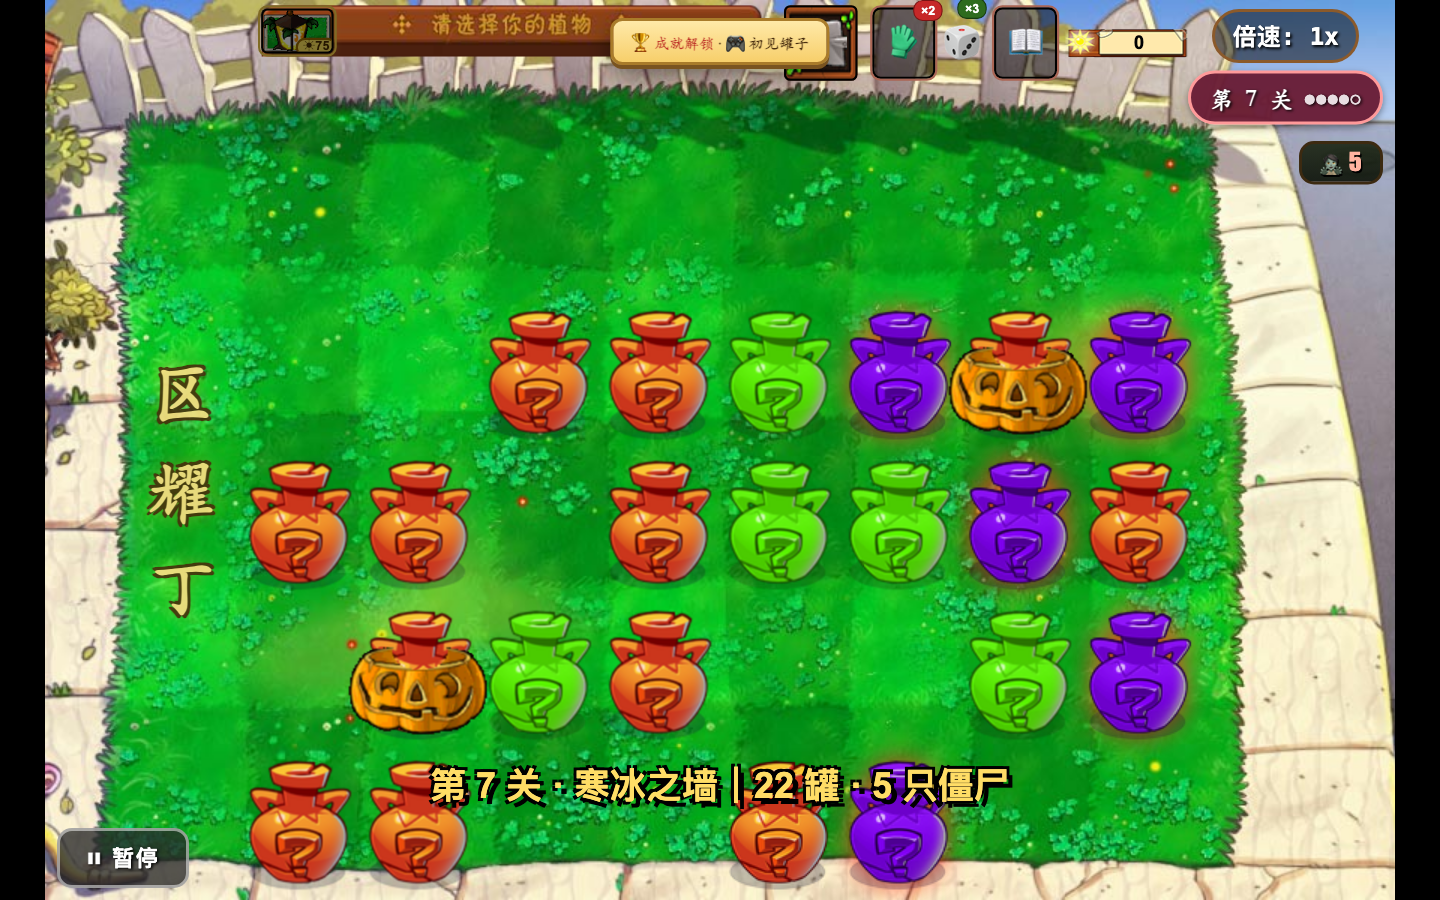 75
请选择你的植物
成就解锁·初见罐子
×2
×3
0
倍速: 1x
第 7 关
5
区
耀
丁
第 7 关 · 寒冰之墙 | 22 罐 · 5 只僵尸
暂停